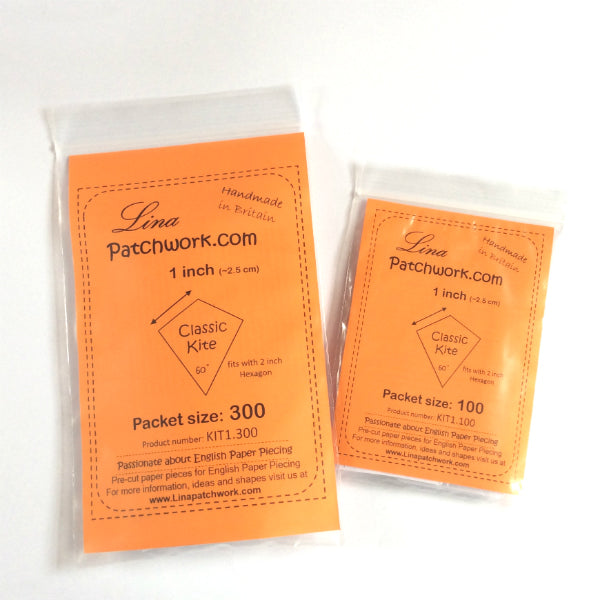 Lina
Handmade
in Britain
Patchwork.com
1 inch (~2.5 cm)
Classic
Kite
60°
fits with 2 inch
Hexagon
Packet size: 300
Product number: KIT1.300
Passionate about English Paper Piecing
Pre-cut paper pieces for English Paper Piecing
For more information, ideas and shapes visit us at
www.Linapatchwork.com
Lina
Handmade
in Britain
Patchwork.com
1 inch (~2.5 cm)
Classic
Kite
60°
fits with 2 inch
Hexagon
Packet size: 100
Product number: KIT1.100
Passionate about English Paper Piecing
Pre-cut paper pieces for English Paper Piecing
For more information, ideas and shapes visit us at
www.Linapatchwork.com